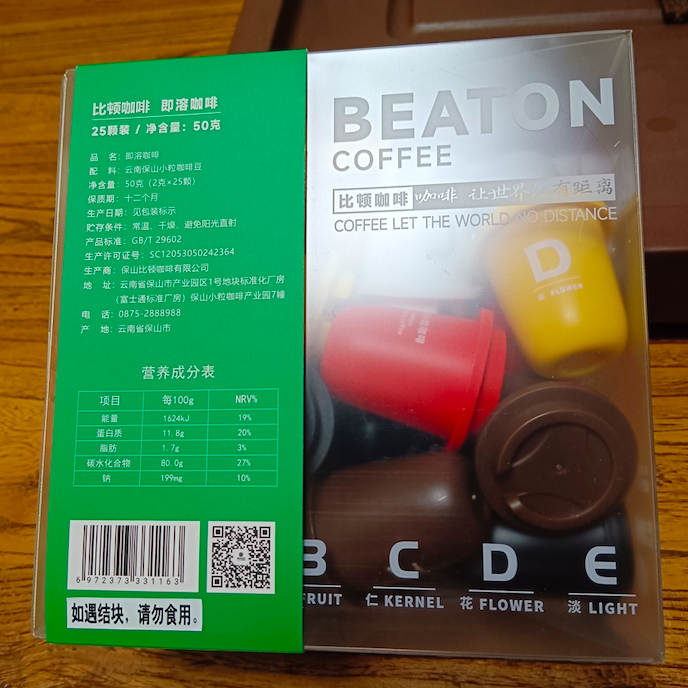 比顿咖啡 即溶咖啡
25颗装 / 净含量：50克
品 名：即溶咖啡
配 料：云南保山小粒咖啡豆
净含量：50克（2克×25颗）
保质期：十二个月
生产日期：见包装标示
贮存条件：常温、干燥、避免阳光直射
产品标准：GB/T 29602
生产许可证号：SC12053050242364
生产商：保山比顿咖啡有限公司
地 址：云南省保山市产业园区1号地块标准化厂房
（富士通标准厂房）保山小粒咖啡产业园7幢
电 话：0875-2888988
产 地：云南省保山市
营养成分表
项目 每100g NRV%
能量 1624kJ 19%
蛋白质 11.8g 20%
脂肪 1.7g 3%
碳水化合物 80.0g 27%
钠 199mg 10%
6 972373 331163
如遇结块，请勿食用。
BEATON
COFFEE
比顿咖啡 咖啡 让世界没有距离
COFFEE LET THE WORLD NO DISTANCE
D
花 FLOWER
B C D E
FRUIT 仁 KERNEL 花 FLOWER 淡 LIGHT